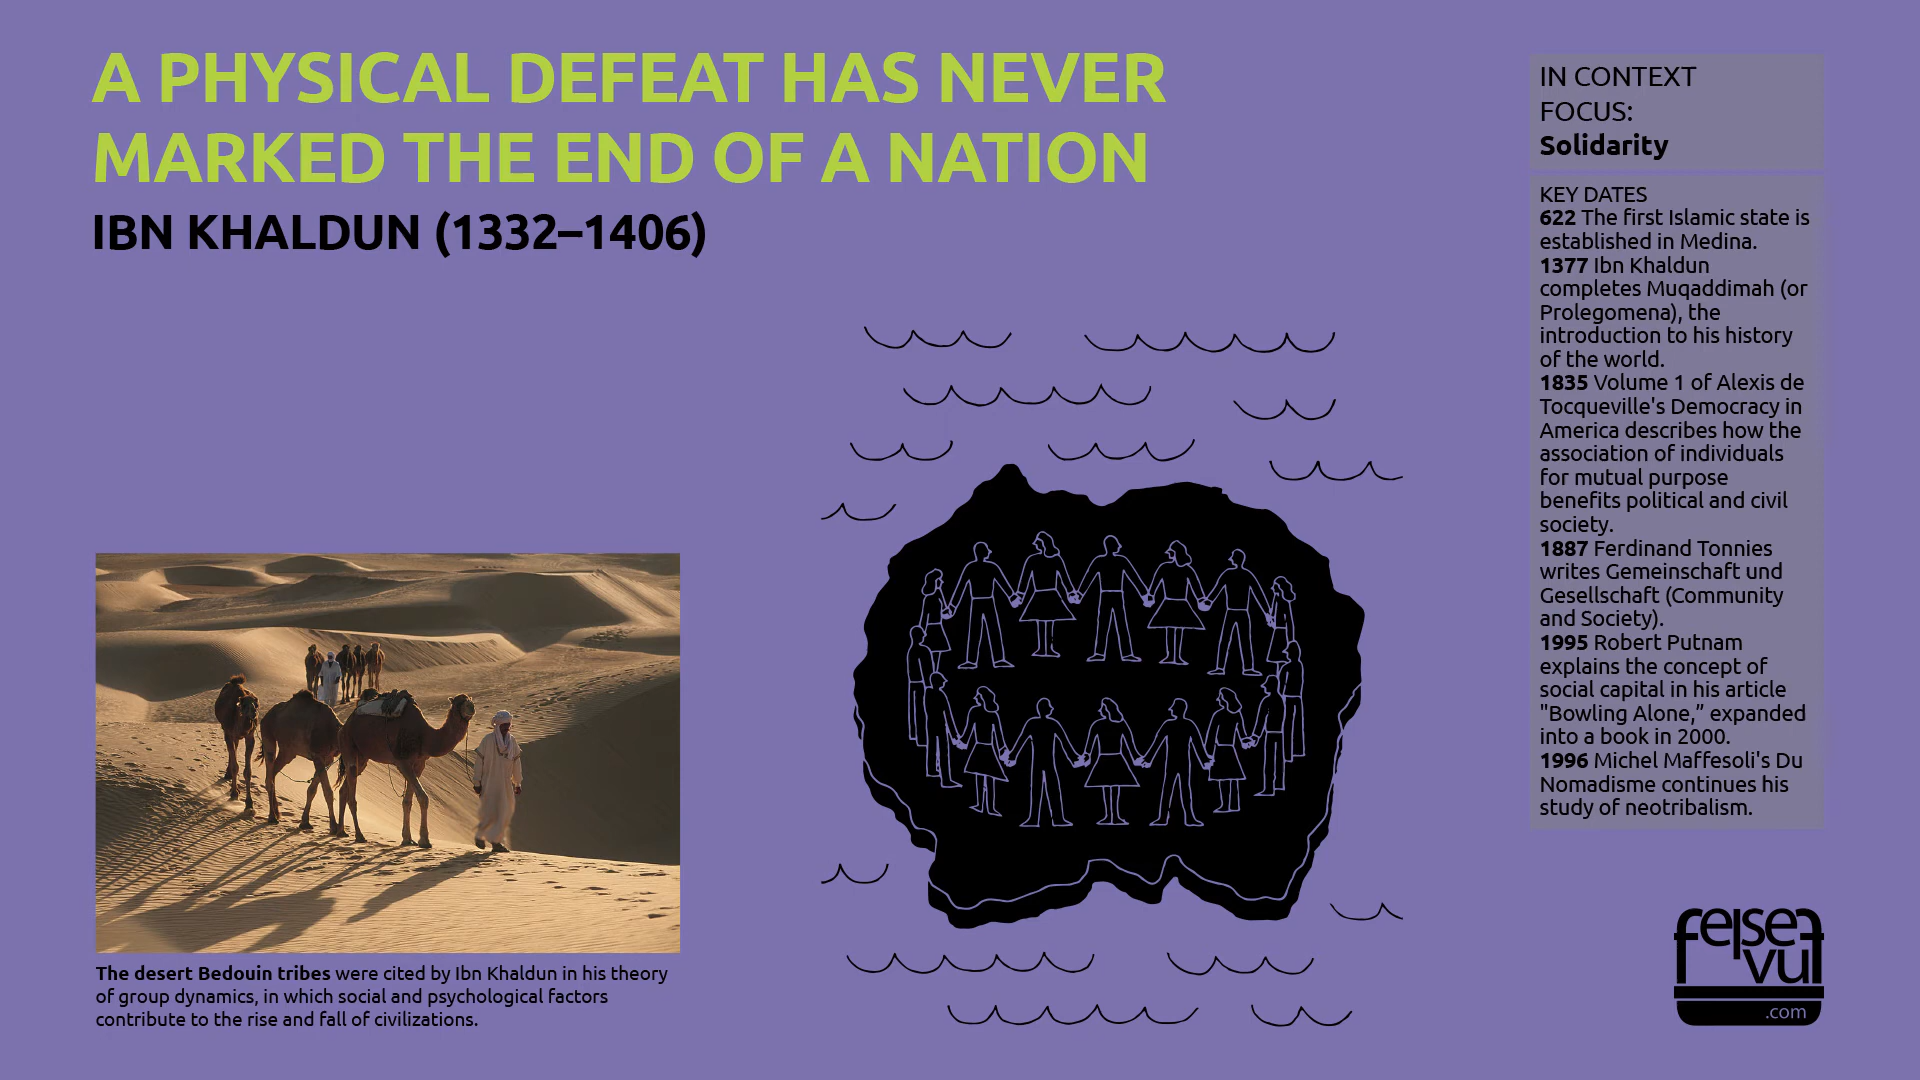 A PHYSICAL DEFEAT HAS NEVER
MARKED THE END OF A NATION
IBN KHALDUN (1332–1406)
IN CONTEXT
FOCUS:
Solidarity
KEY DATES
622 The first Islamic state is
established in Medina.
1377 Ibn Khaldun
completes Muqaddimah (or
Prolegomena), the
introduction to his history
of the world.
1835 Volume 1 of Alexis de
Tocqueville's Democracy in
America describes how the
association of individuals
for mutual purpose
benefits political and civil
society.
1887 Ferdinand Tonnies
writes Gemeinschaft und
Gesellschaft (Community
and Society).
1995 Robert Putnam
explains the concept of
social capital in his article
"Bowling Alone,” expanded
into a book in 2000.
1996 Michel Maffesoli's Du
Nomadisme continues his
study of neotribalism.
The desert Bedouin tribes were cited by Ibn Khaldun in his theory
of group dynamics, in which social and psychological factors
contribute to the rise and fall of civilizations.
felsef
vuf
.com